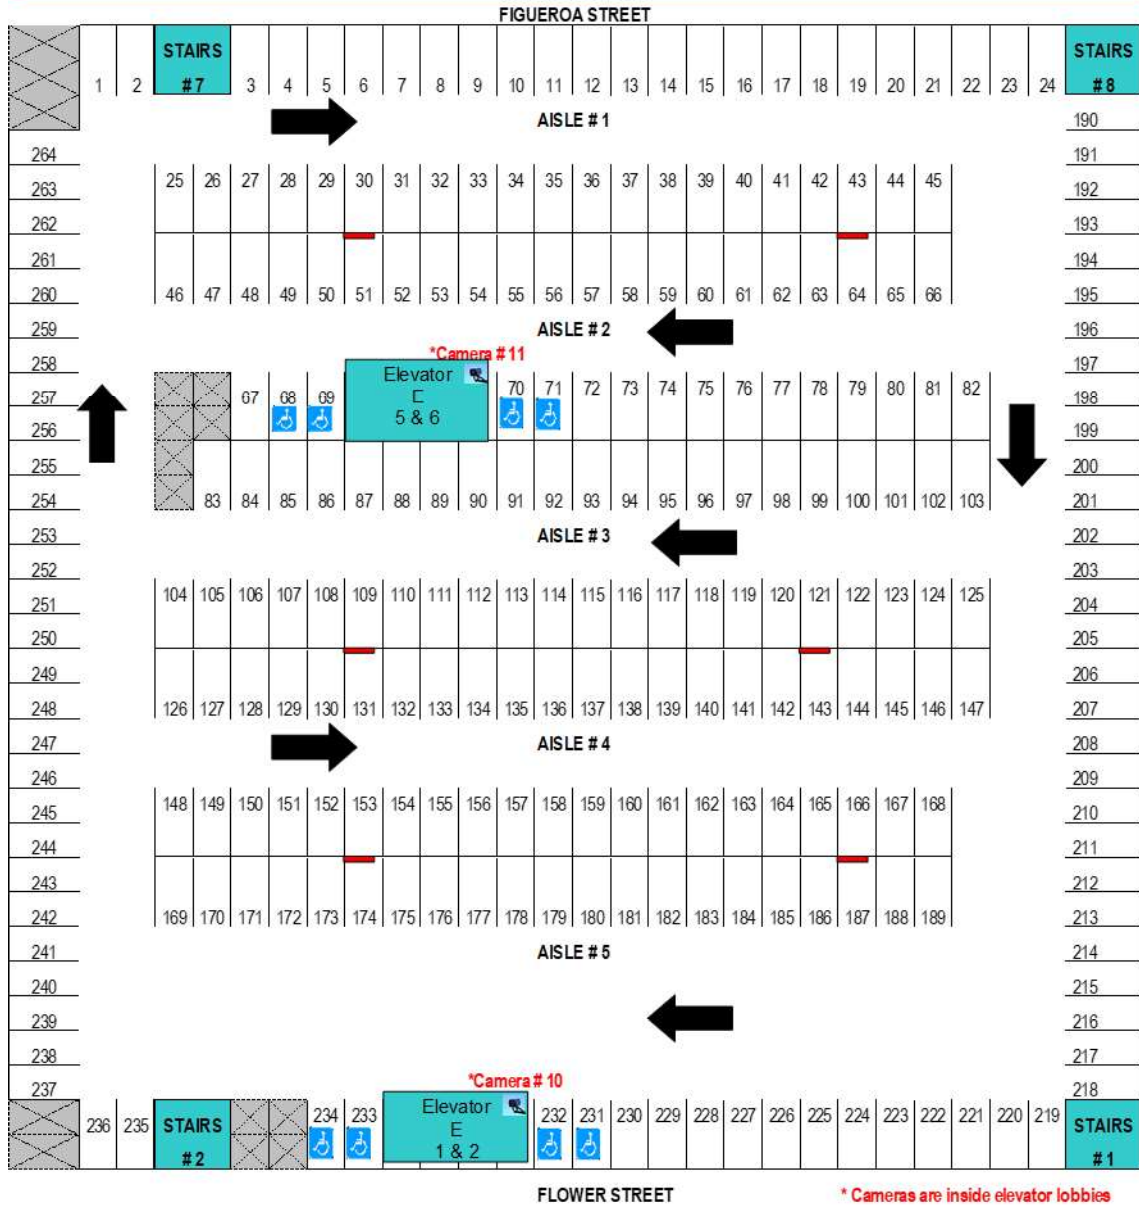 FIGUEROA STREET
STAIRS STAIRS
1 2 #7 3 4 5 6 7 8 9 10 11 12 13 14 15 16 17 18 19 20 21 22 23 24 #8
AISLE #1 190
264 191
263 25 26 27 28 29 30 31 32 33 34 35 36 37 38 39 40 41 42 43 44 45 192
262 193
261 194
260 46 47 48 49 50 51 52 53 54 55 56 57 58 59 60 61 62 63 64 65 66 195
259 AISLE #2 196
*Camera #11
258 197
Elevator
257 67 68 69 E 70 71 72 73 74 75 76 77 78 79 80 81 82 198
5 & 6
256 199
255 200
254 83 84 85 86 87 88 89 90 91 92 93 94 95 96 97 98 99 100 101 102 103 201
253 AISLE #3 202
252 203
251 104 105 106 107 108 109 110 111 112 113 114 115 116 117 118 119 120 121 122 123 124 125 204
250 205
249 206
248 126 127 128 129 130 131 132 133 134 135 136 137 138 139 140 141 142 143 144 145 146 147 207
247 AISLE #4 208
246 209
245 148 149 150 151 152 153 154 155 156 157 158 159 160 161 162 163 164 165 166 167 168 210
244 211
243 212
242 169 170 171 172 173 174 175 176 177 178 179 180 181 182 183 184 185 186 187 188 189 213
241 AISLE #5 214
240 215
239 216
238 217
*Camera #10
237 218
Elevator
236 235 STAIRS 234 233 E 232 231 230 229 228 227 226 225 224 223 222 221 220 219 STAIRS
#2 1 & 2 #1
FLOWER STREET * Cameras are inside elevator lobbies